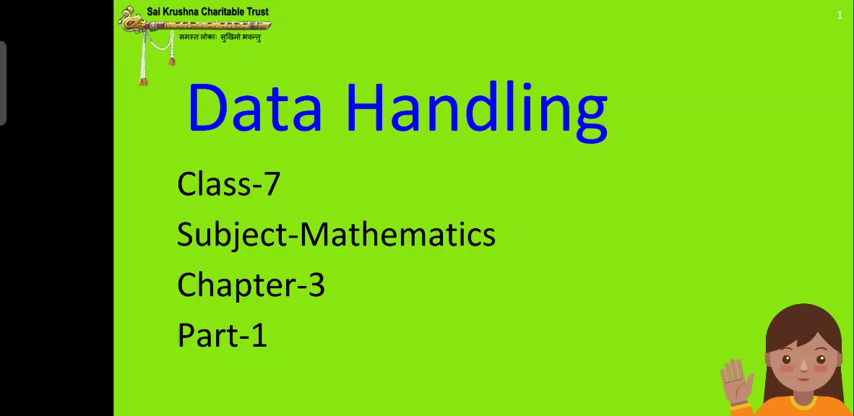 Sai Krushna Charitable Trust
समस्त लोकाः सुखिनो भवन्तु
1
Data Handling
Class-7
Subject-Mathematics
Chapter-3
Part-1